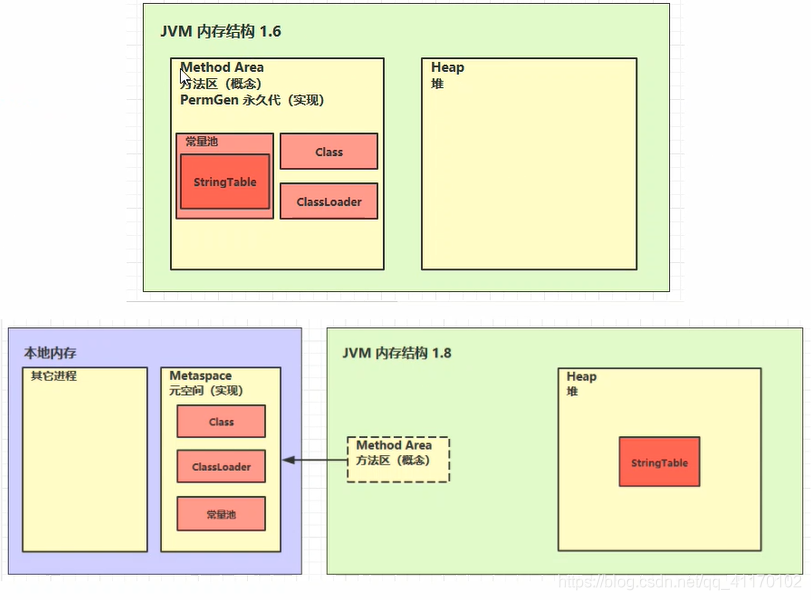 JVM 内存结构 1.6
Method Area
方法区（概念）
PermGen 永久代（实现）
常量池
StringTable
Class
ClassLoader
Heap
堆
本地内存
其它进程
Metaspace
元空间（实现）
Class
ClassLoader
常量池
JVM 内存结构 1.8
Method Area
方法区（概念）
Heap
堆
StringTable
https://blog.csdn.net/qq_41170102